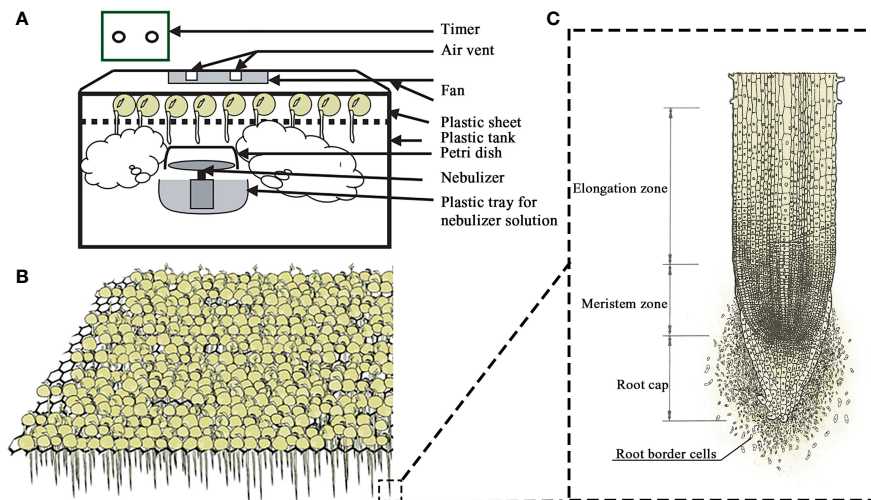 A
Timer
Air vent
Fan
Plastic sheet
Plastic tank
Petri dish
Nebulizer
Plastic tray for
nebulizer solution
B
C
Elongation zone
Meristem zone
Root cap
Root border cells